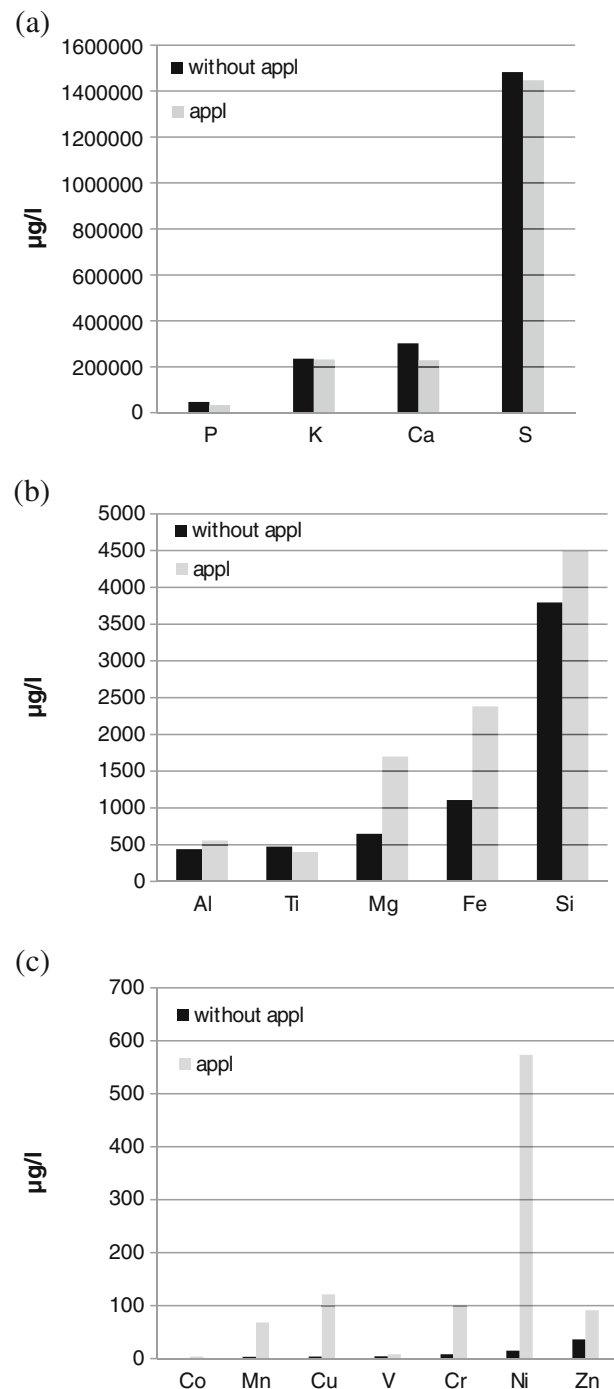 (a)
1600000
1400000
1200000
1000000
800000
600000
400000
200000
0
µg/l
without appl
appl
P K Ca S
(b)
5000
4500
4000
3500
3000
2500
2000
1500
1000
500
0
µg/l
without appl
appl
Al Ti Mg Fe Si
(c)
700
600
500
400
300
200
100
0
µg/l
without appl
appl
Co Mn Cu V Cr Ni Zn